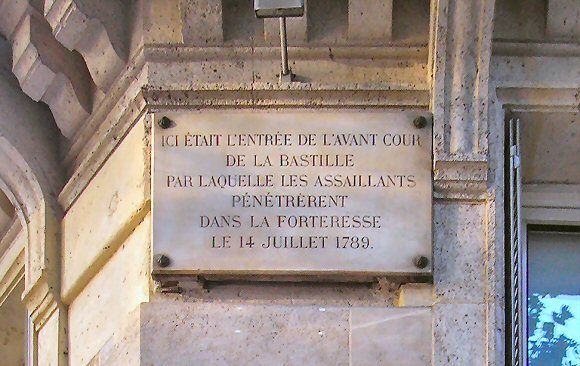 ICI ÉTAIT L'ENTRÉE DE L'AVANT COUR
DE LA BASTILLE
PAR LAQUELLE LES ASSAILLANTS
PÉNÉTRÈRENT
DANS LA FORTERESSE
LE 14 JUILLET 1789.